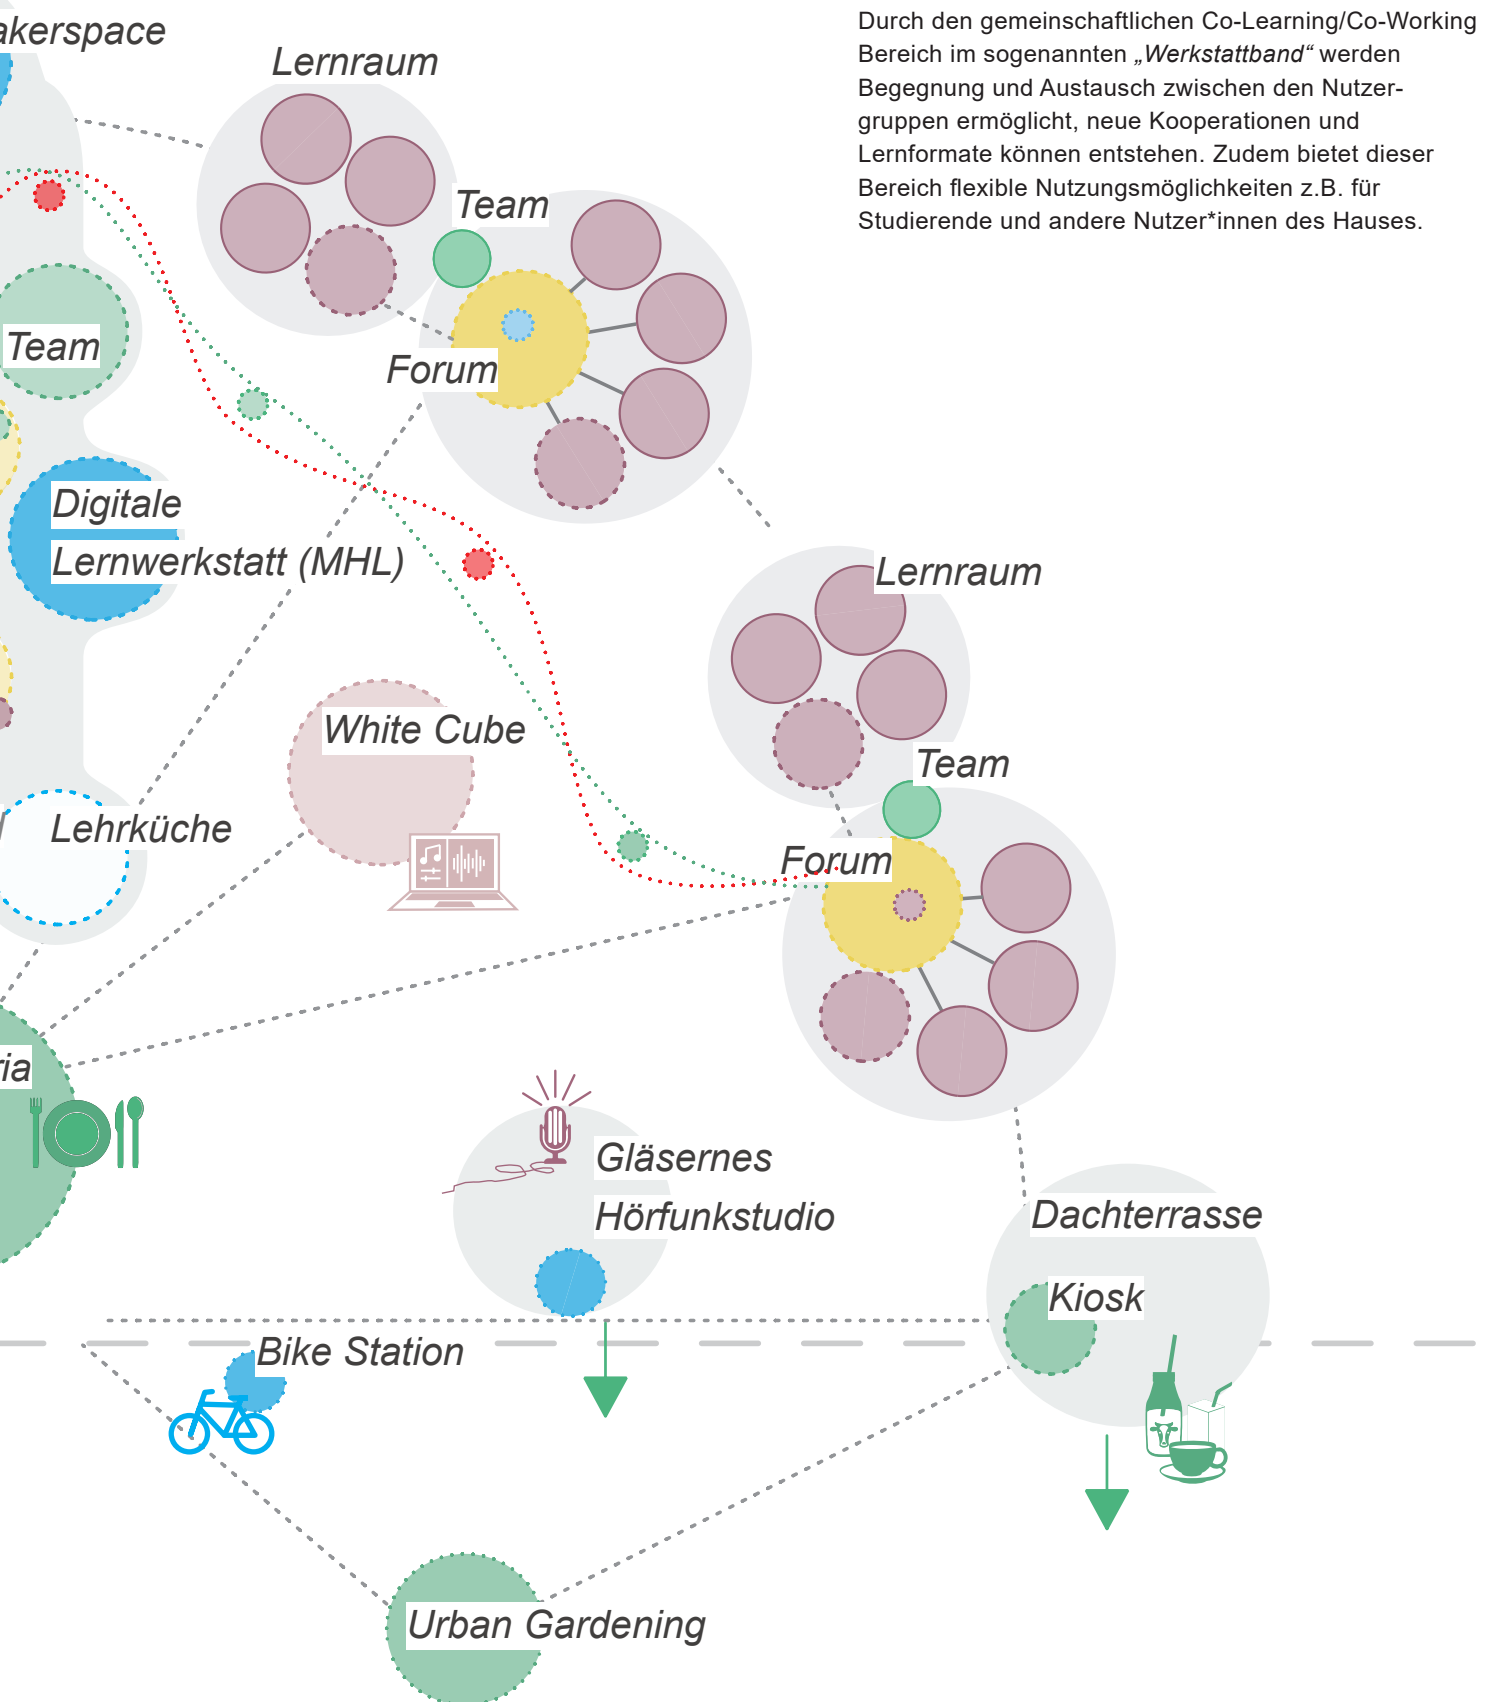 Durch den gemeinschaftlichen Co-Learning/Co-Working
Bereich im sogenannten „Werkstattband“ werden
Begegnung und Austausch zwischen den Nutzer-
gruppen ermöglicht, neue Kooperationen und
Lernformate können entstehen. Zudem bietet dieser
Bereich flexible Nutzungsmöglichkeiten z.B. für
Studierende und andere Nutzer*innen des Hauses.
akerspace
Lernraum
Team
Team
Forum
Digitale
Lernwerkstatt (MHL)
Lernraum
White Cube
Team
Lehrküche
Forum
ria
Gläsernes
Hörfunkstudio
Dachterrasse
Kiosk
Bike Station
Urban Gardening